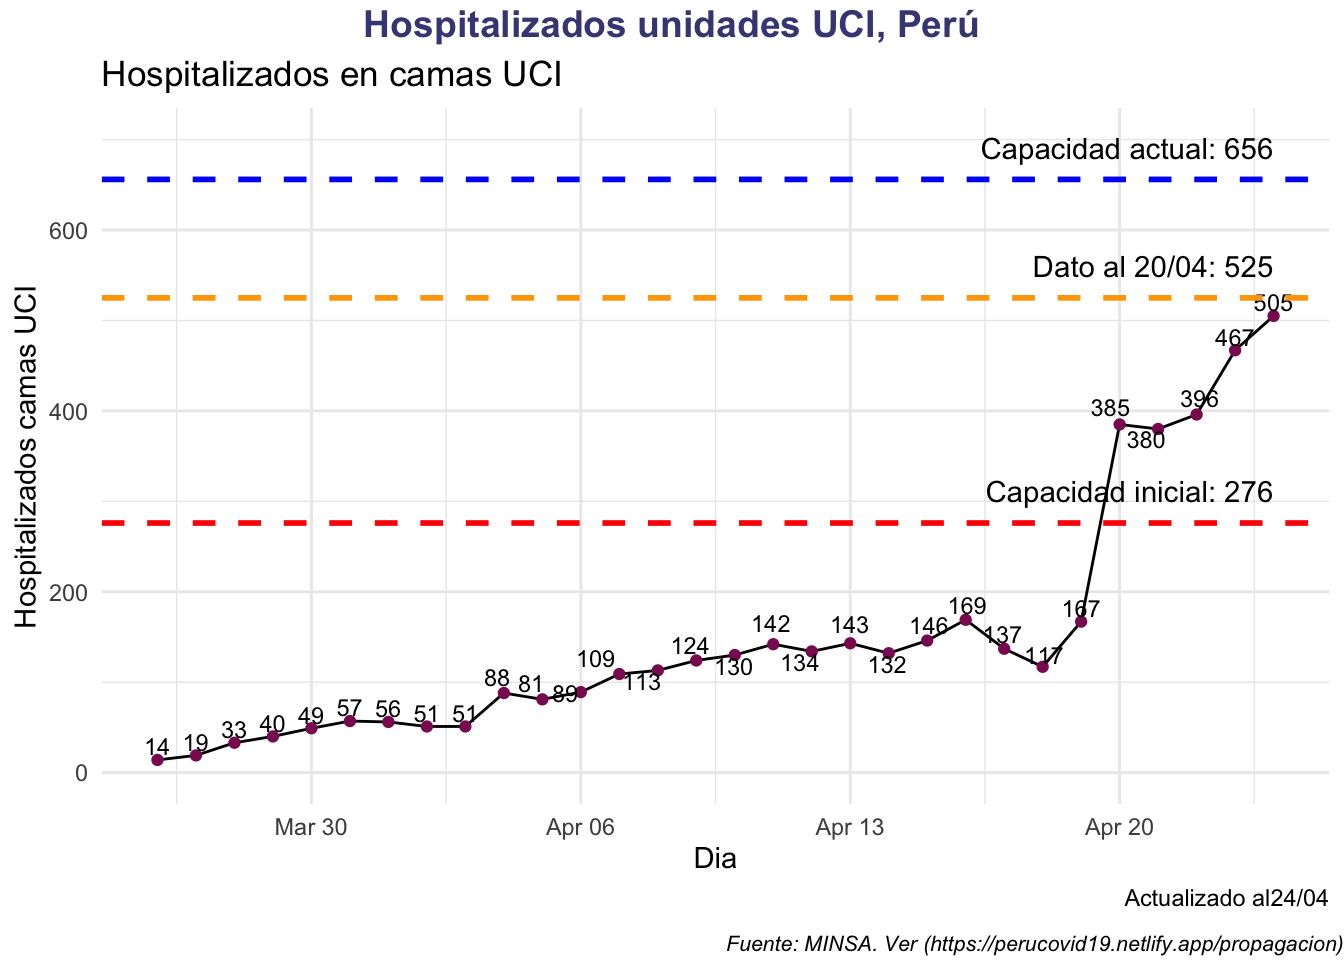 Hospitalizados unidades UCI, Perú
Hospitalizados en camas UCI
Hospitalizados camas UCI
Capacidad actual: 656
600
Dato al 20/04: 525
505
467
400
385
396
380
Capacidad inicial: 276
200
169
167
142
143
146
137
124
130
134
132
117
109
113
88
81
89
57
56
51
51
49
40
33
19
14
0
Mar 30
Apr 06
Apr 13
Apr 20
Dia
Actualizado al24/04
Fuente: MINSA. Ver (https://perucovid19.netlify.app/propagacion)